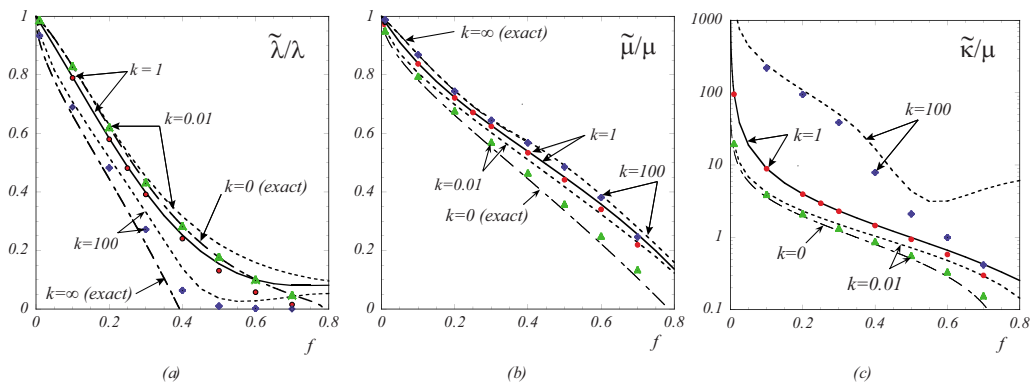 1
0.8
0.6
0.4
0.2
0
0
0.2
0.4
0.6
0.8
f
λ̃/λ
k = 1
k=0.01
k=0 (exact)
k=100
k=∞ (exact)
(a)
1
0.8
0.6
0.4
0.2
0
0
0.2
0.4
0.6
0.8
f
μ̃/μ
k=∞ (exact)
k=1
k=100
k=0.01
k=0 (exact)
(b)
1000
100
10
1
0.1
0
0.2
0.4
0.6
0.8
f
κ̃/μ
k=100
k=1
k=0
k=0.01
(c)